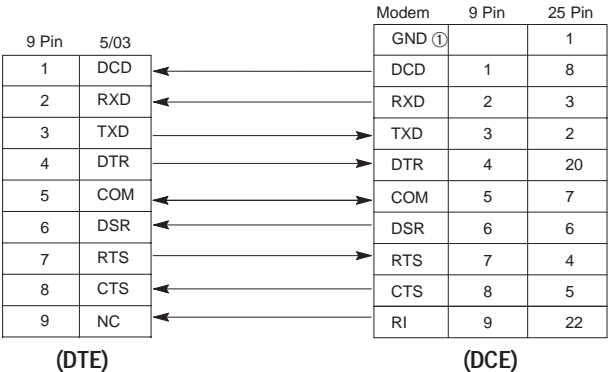 Modem 9 Pin 25 Pin
GND ① 1
9 Pin 5/03
1 DCD DCD 1 8
2 RXD RXD 2 3
3 TXD TXD 3 2
4 DTR DTR 4 20
5 COM COM 5 7
6 DSR DSR 6 6
7 RTS RTS 7 4
8 CTS CTS 8 5
9 NC RI 9 22
(DTE) (DCE)